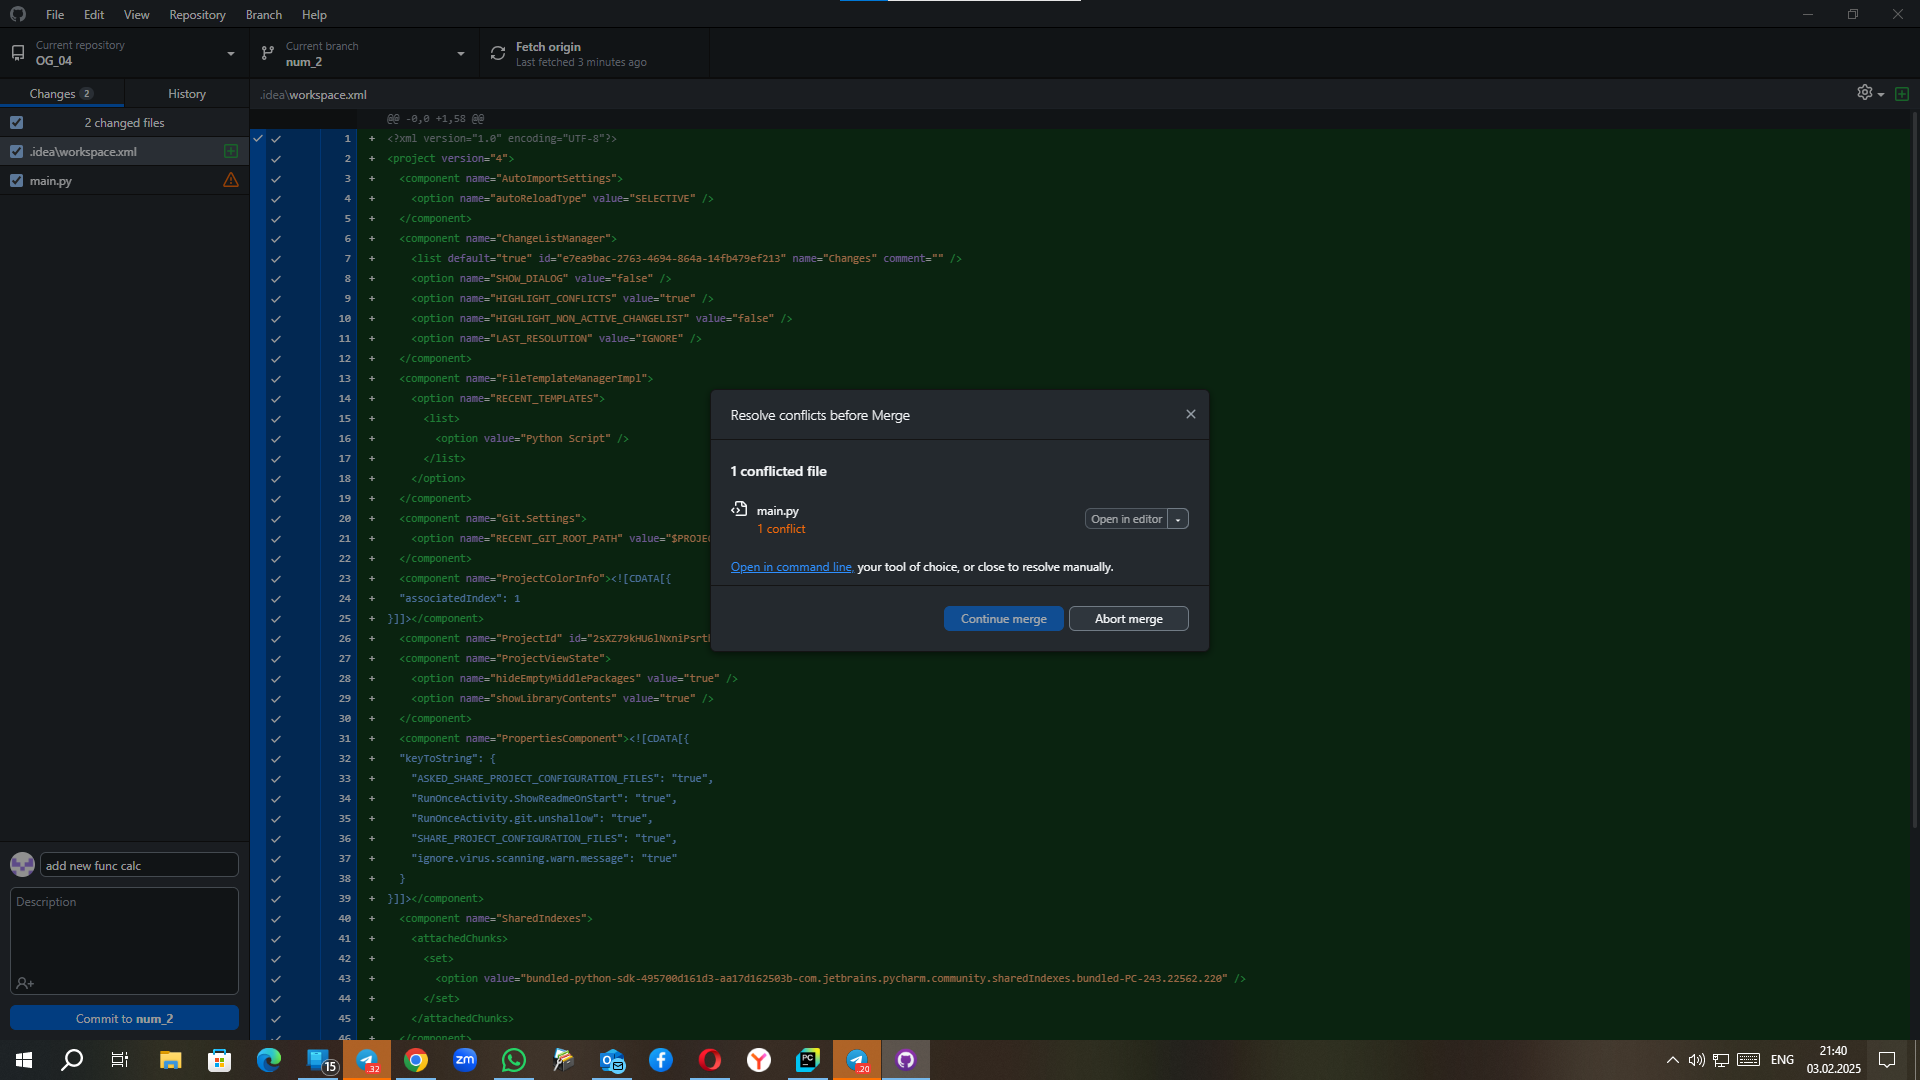 File Edit View Repository Branch Help
Current repository
OG_04
Current branch
num_2
Fetch origin
Last fetched 3 minutes ago
Changes 2
History
.idea\workspace.xml
2 changed files
.idea\workspace.xml
main.py
@@ -0,0 +1,58 @@
1 + <?xml version="1.0" encoding="UTF-8"?>
2 + <project version="4">
3 + <component name="AutoImportSettings">
4 + <option name="autoReloadType" value="SELECTIVE" />
5 + </component>
6 + <component name="ChangeListManager">
7 + <list default="true" id="e7ea9bac-2763-4694-864a-14fb479ef213" name="Changes" comment="" />
8 + <option name="SHOW_DIALOG" value="false" />
9 + <option name="HIGHLIGHT_CONFLICTS" value="true" />
10 + <option name="HIGHLIGHT_NON_ACTIVE_CHANGELIST" value="false" />
11 + <option name="LAST_RESOLUTION" value="IGNORE" />
12 + </component>
13 + <component name="FileTemplateManagerImpl">
14 + <option name="RECENT_TEMPLATES">
15 + <list>
16 + <option value="Python Script" />
17 + </list>
18 + </option>
19 + </component>
20 + <component name="Git.Settings">
21 + <option name="RECENT_GIT_ROOT_PATH" value="$PROJEC
22 + </component>
23 + <component name="ProjectColorInfo"><![CDATA[{
24 + "associatedIndex": 1
25 + }]]></component>
26 + <component name="ProjectId" id="2sXZ79kHU6lNxniPsrt
27 + <component name="ProjectViewState">
28 + <option name="hideEmptyMiddlePackages" value="true" />
29 + <option name="showLibraryContents" value="true" />
30 + </component>
31 + <component name="PropertiesComponent"><![CDATA[{
32 + "keyToString": {
33 + "ASKED_SHARE_PROJECT_CONFIGURATION_FILES": "true",
34 + "RunOnceActivity.ShowReadmeOnStart": "true",
35 + "RunOnceActivity.git.unshallow": "true",
36 + "SHARE_PROJECT_CONFIGURATION_FILES": "true",
37 + "ignore.virus.scanning.warn.message": "true"
38 + }
39 + }]]></component>
40 + <component name="SharedIndexes">
41 + <attachedChunks>
42 + <set>
43 + <option value="bundled-python-sdk-495700d161d3-aa17d162503b-com.jetbrains.pycharm.community.sharedIndexes.bundled-PC-243.22562.220" />
44 + </set>
45 + </attachedChunks>
46 + </component>
Resolve conflicts before Merge
1 conflicted file
main.py
1 conflict
Open in editor
Open in command line, your tool of choice, or close to resolve manually.
Continue merge
Abort merge
add new func calc
Description
Commit to num_2
15
.32
zm
PC
.20
ENG
21:40
03.02.2025